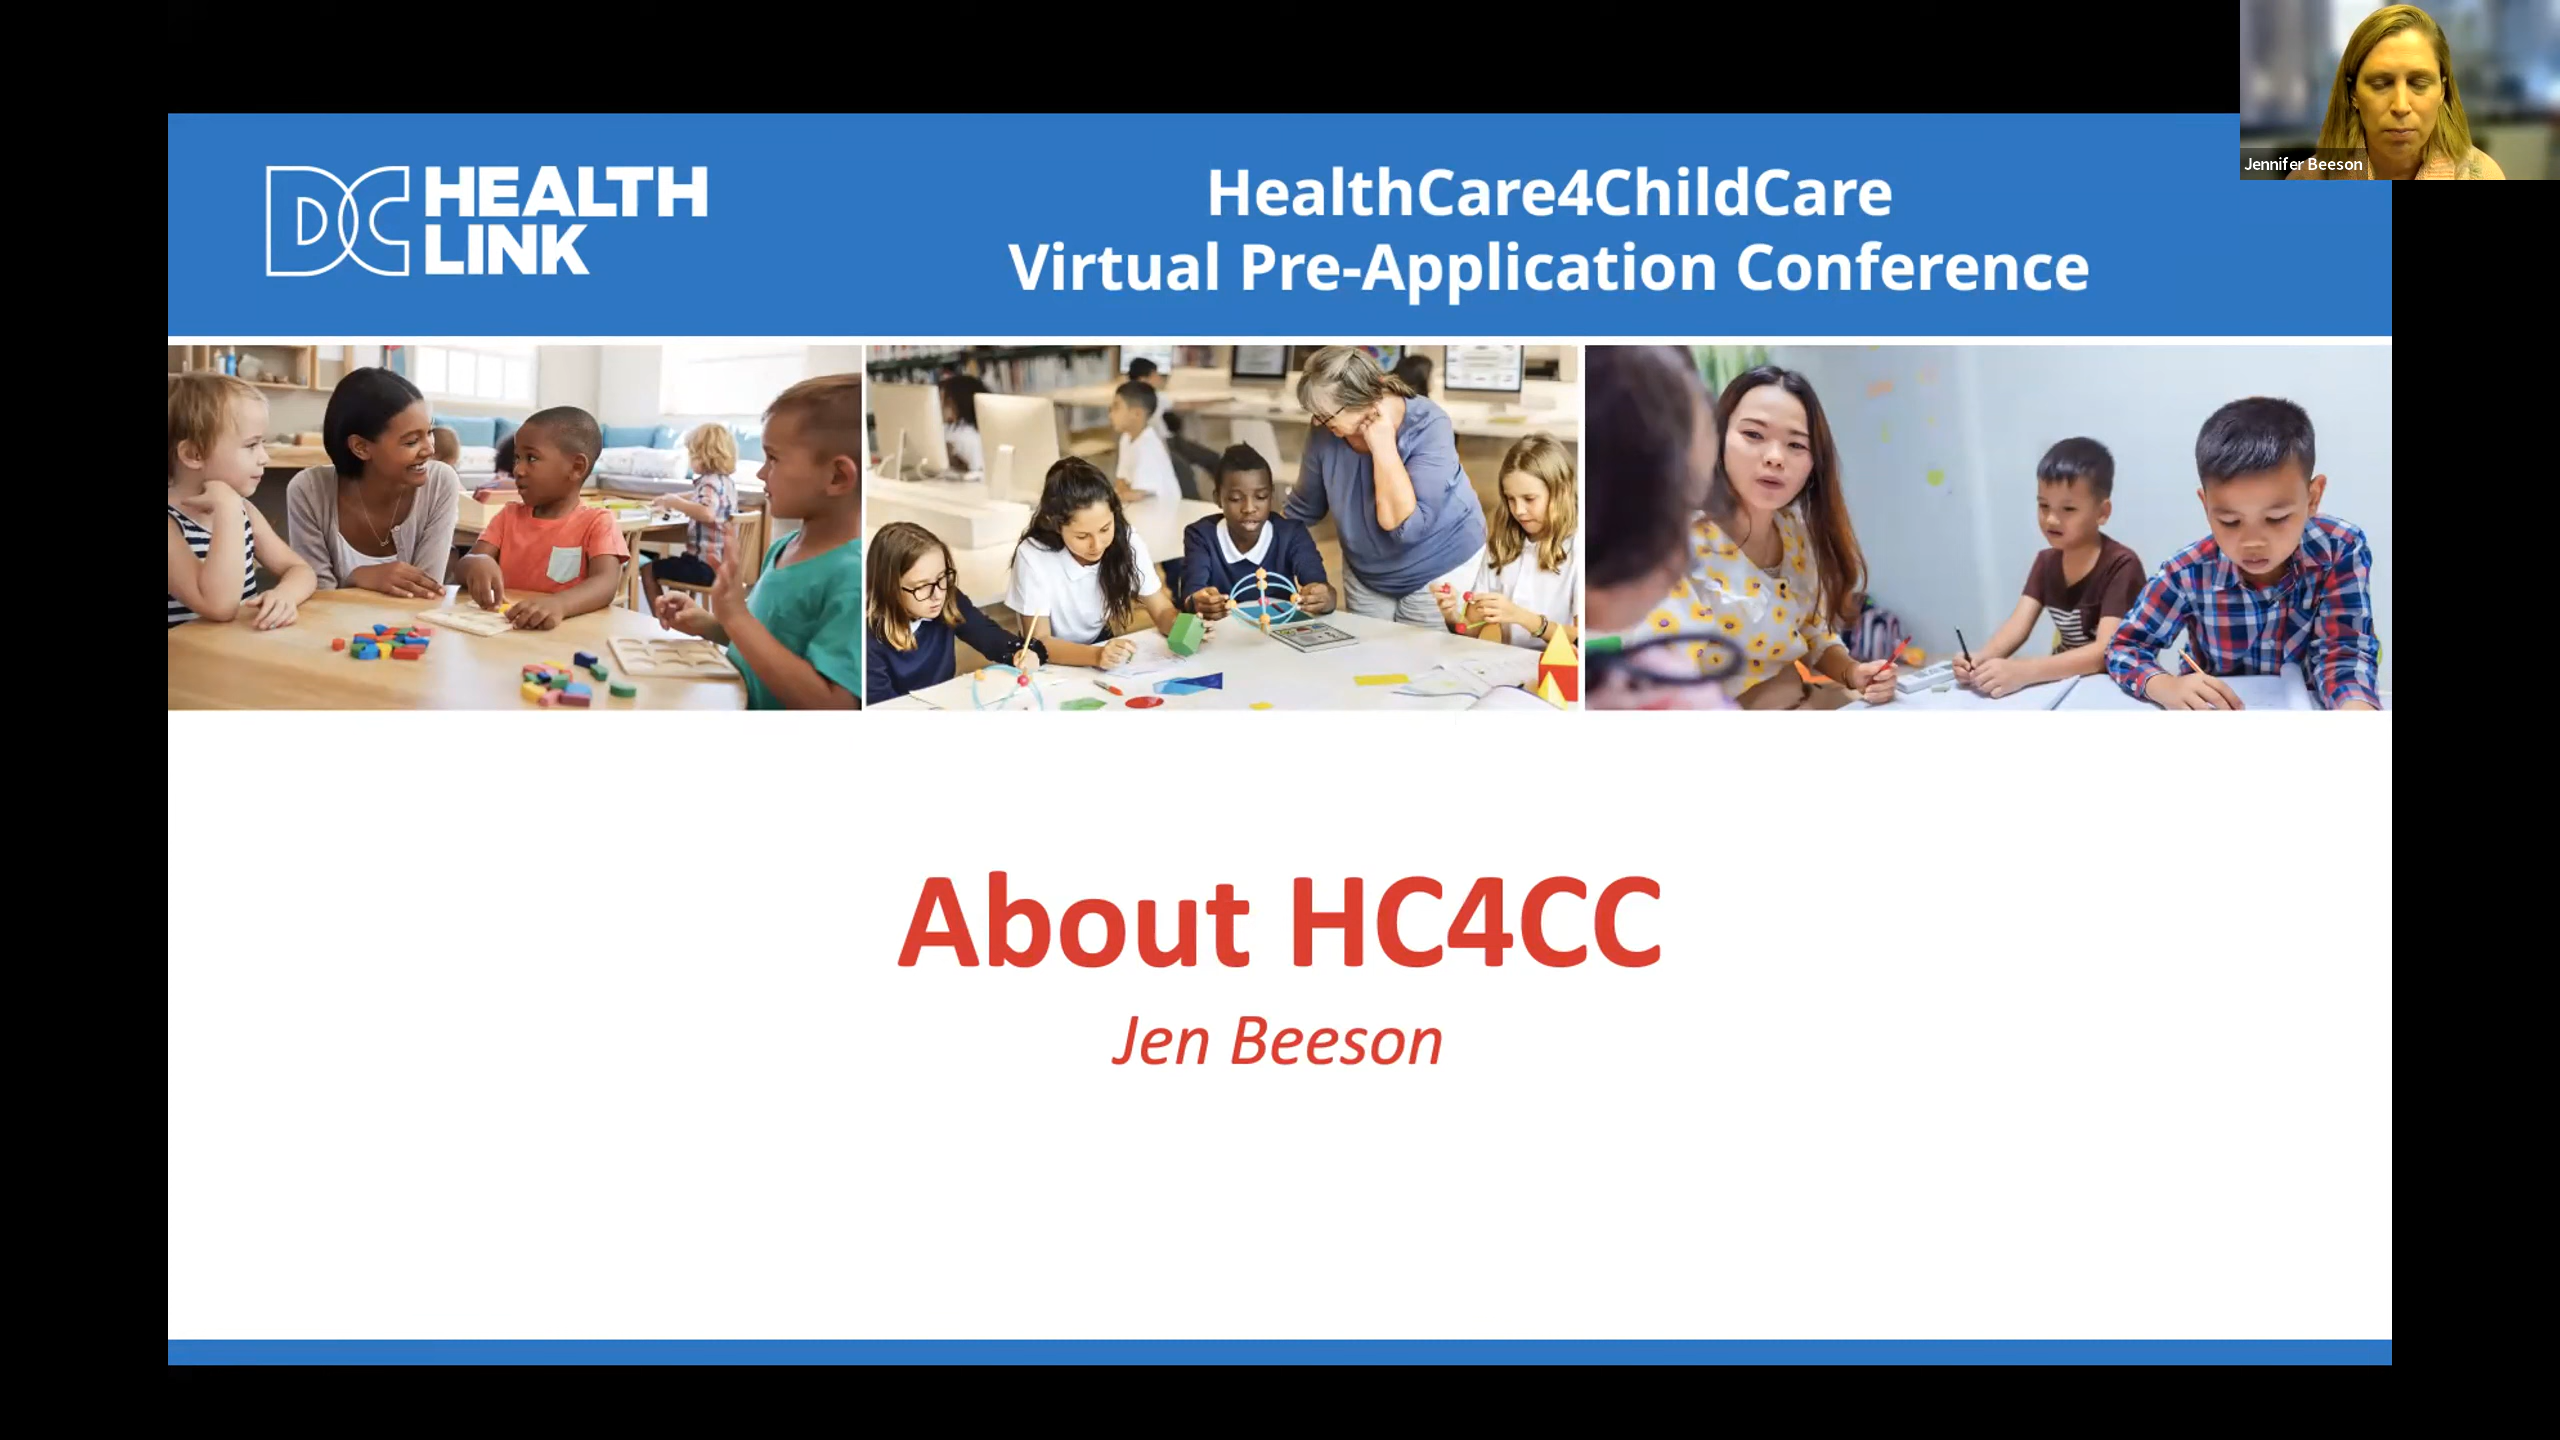 DC HEALTH
LINK
HealthCare4ChildCare
Virtual Pre-Application Conference
Jennifer Beeson
About HC4CC
Jen Beeson